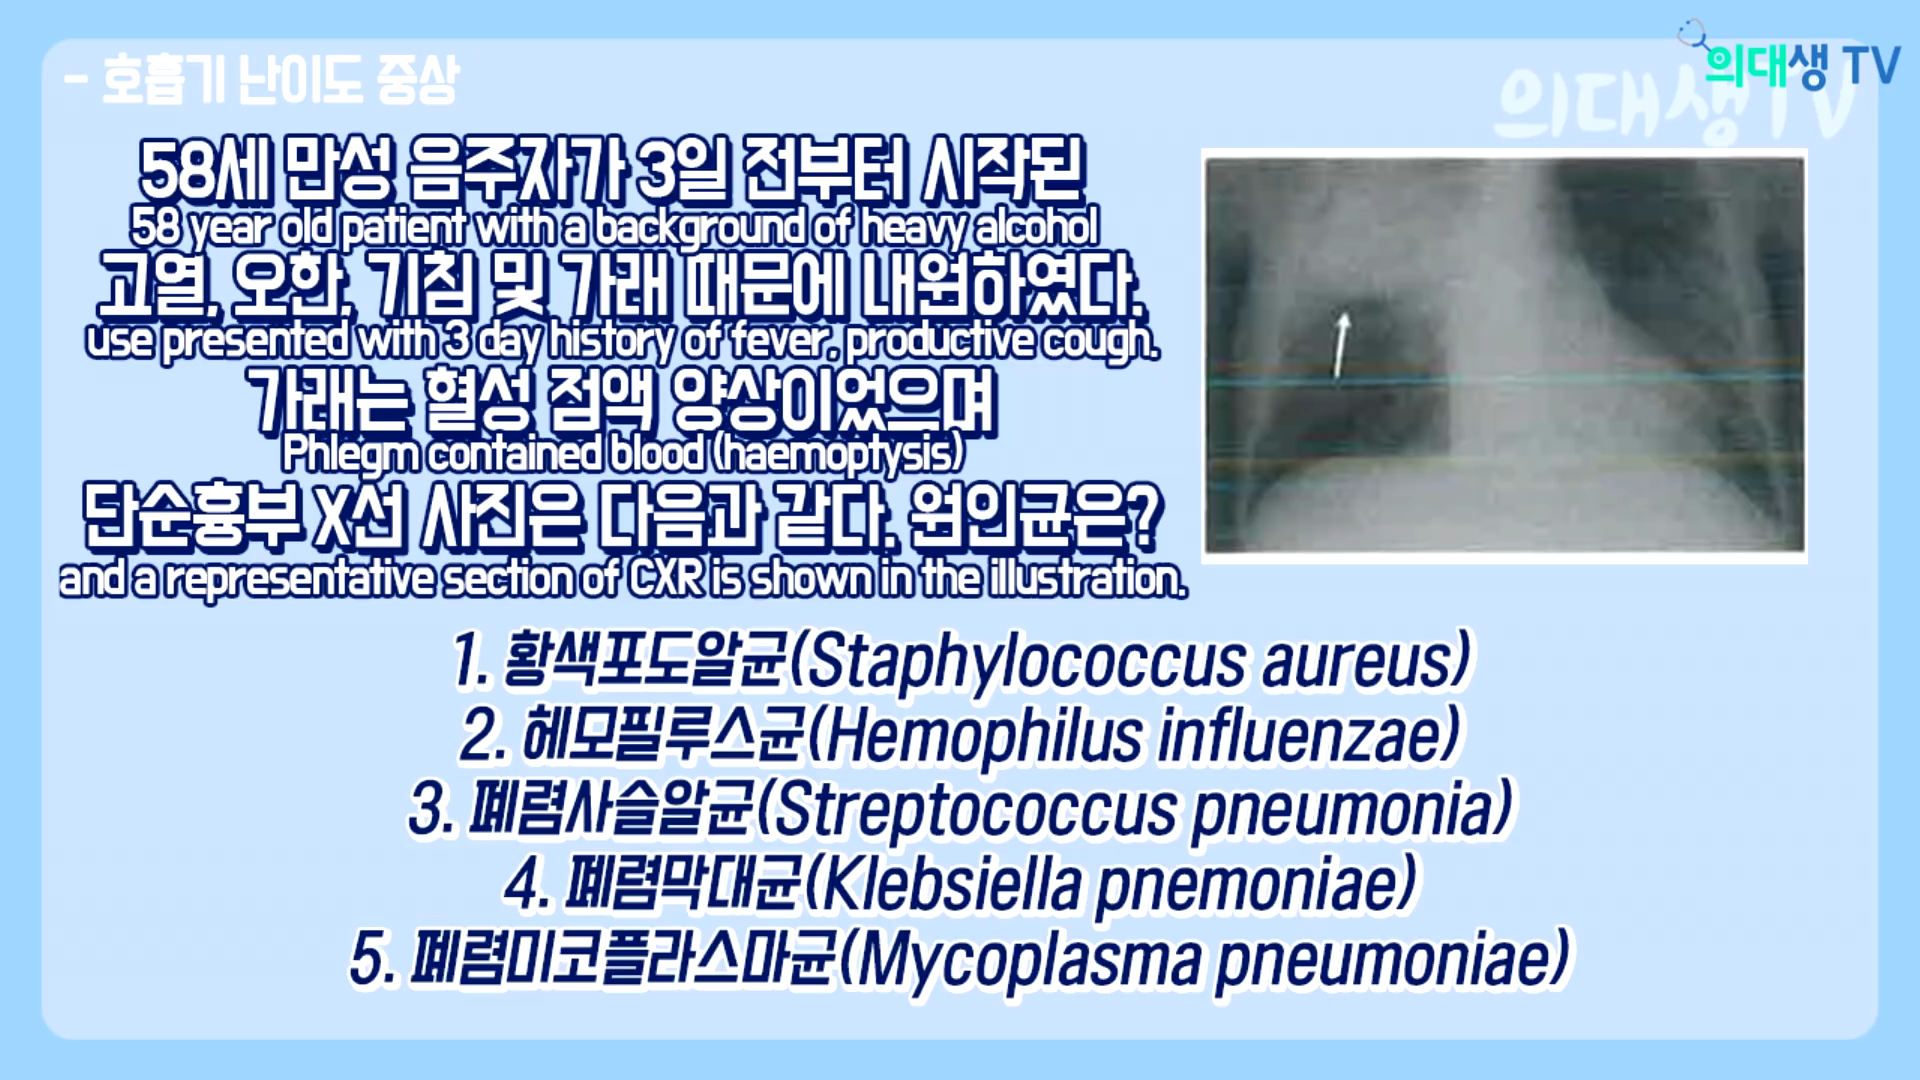 - 호흡기 난이도 중상
의대생 TV
의대생TV
58세 만성 음주자가 3일 전부터 시작된
58 year old patient with a background of heavy alcohol
고열, 오한, 기침 및 가래 때문에 내원하였다.
use presented with 3 day history of fever, productive cough.
가래는 혈성 점액 양상이었으며
Phlegm contained blood (haemoptysis)
단순흉부 X선 사진은 다음과 같다. 원인균은?
and a representative section of CXR is shown in the illustration.
1. 황색포도알균(Staphylococcus aureus)
2. 헤모필루스균(Hemophilus influenzae)
3. 폐렴사슬알균(Streptococcus pneumonia)
4. 폐렴막대균(Klebsiella pnemoniae)
5. 폐렴미코플라스마균(Mycoplasma pneumoniae)